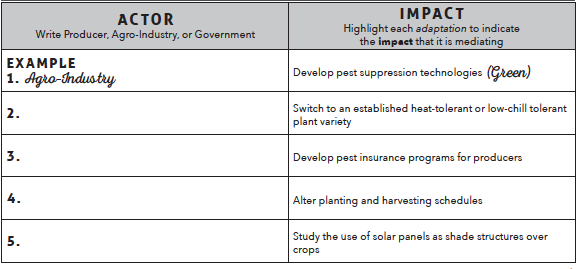 ACTOR
Write Producer, Agro-Industry, or Government
IMPACT
Highlight each adaptation to indicate
the impact that it is mediating
EXAMPLE
1. Agro-Industry
Develop pest suppression technologies (Green)
2.
Switch to an established heat-tolerant or low-chill tolerant
plant variety
3.
Develop pest insurance programs for producers
4.
Alter planting and harvesting schedules
5.
Study the use of solar panels as shade structures over
crops